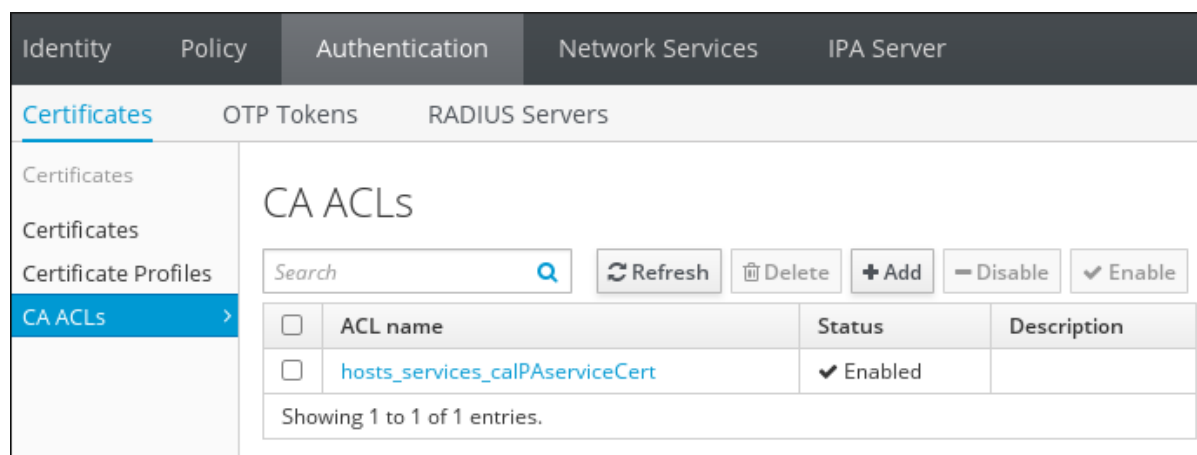 Identity Policy Authentication Network Services IPA Server
Certificates OTP Tokens RADIUS Servers
Certificates
Certificates
Certificate Profiles
CA ACLs
CA ACLs
Search Refresh Delete Add Disable Enable
ACL name Status Description
hosts_services_caIPAserviceCert Enabled
Showing 1 to 1 of 1 entries.